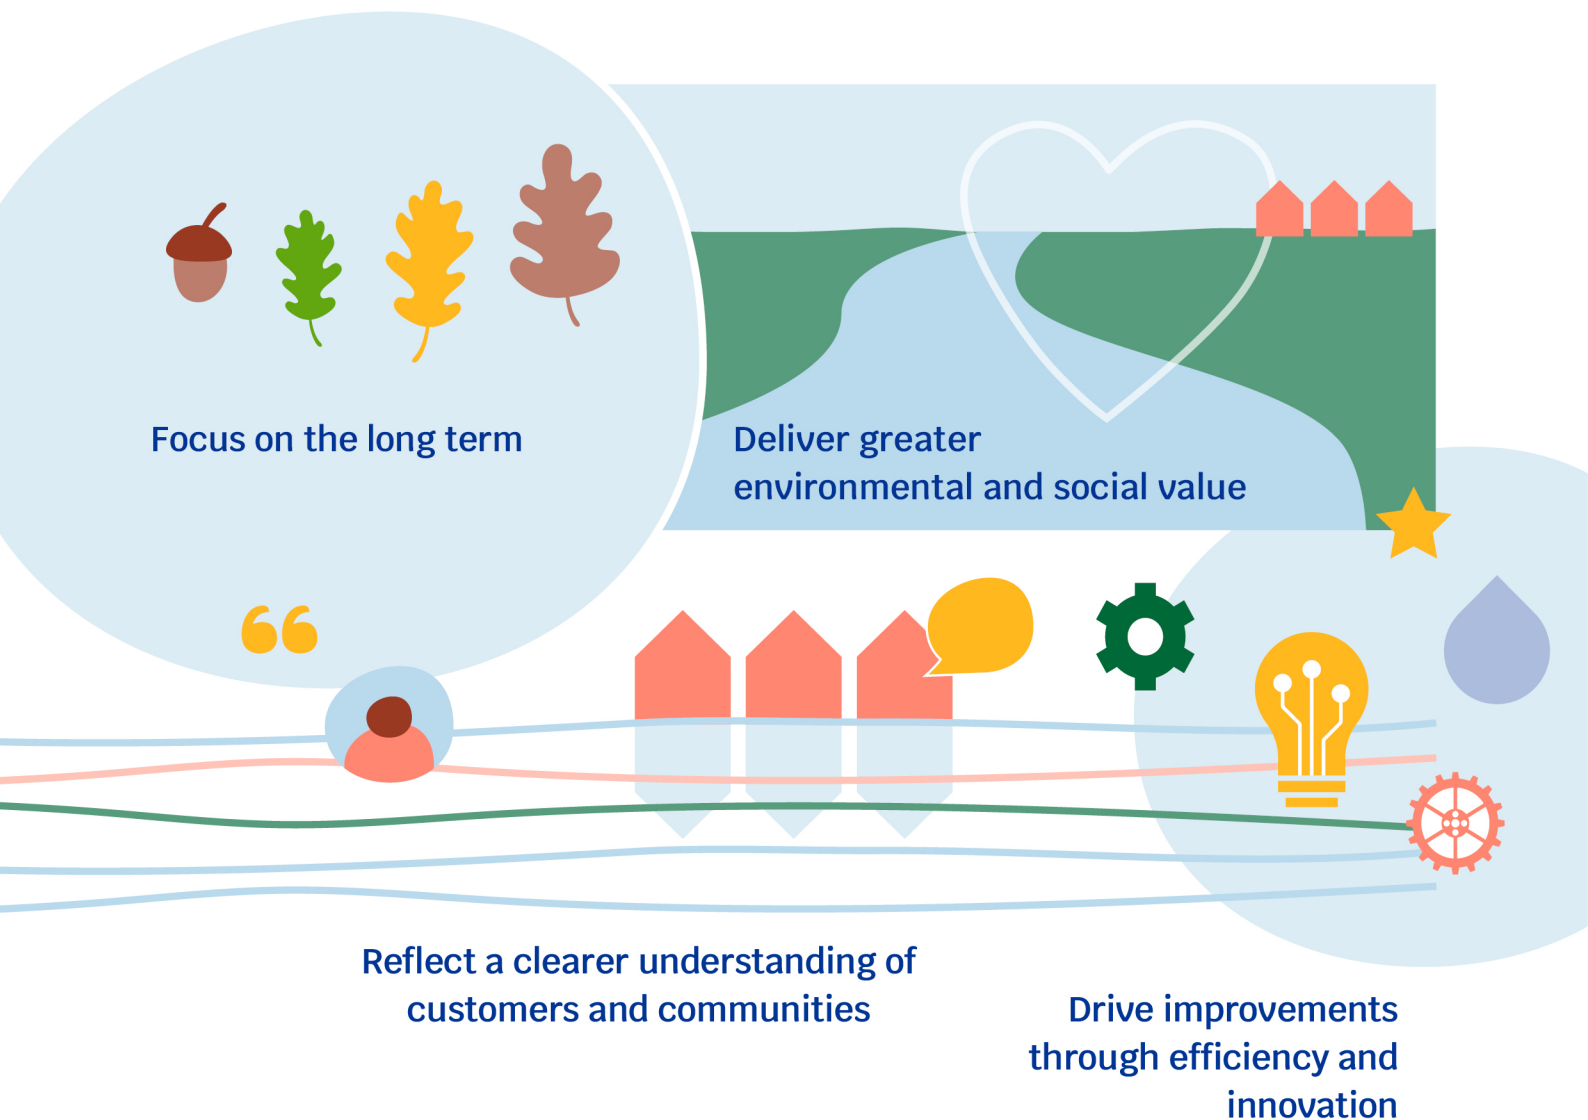 Focus on the long term
Deliver greater
environmental and social value
Reflect a clearer understanding of
customers and communities
Drive improvements
through efficiency and
innovation